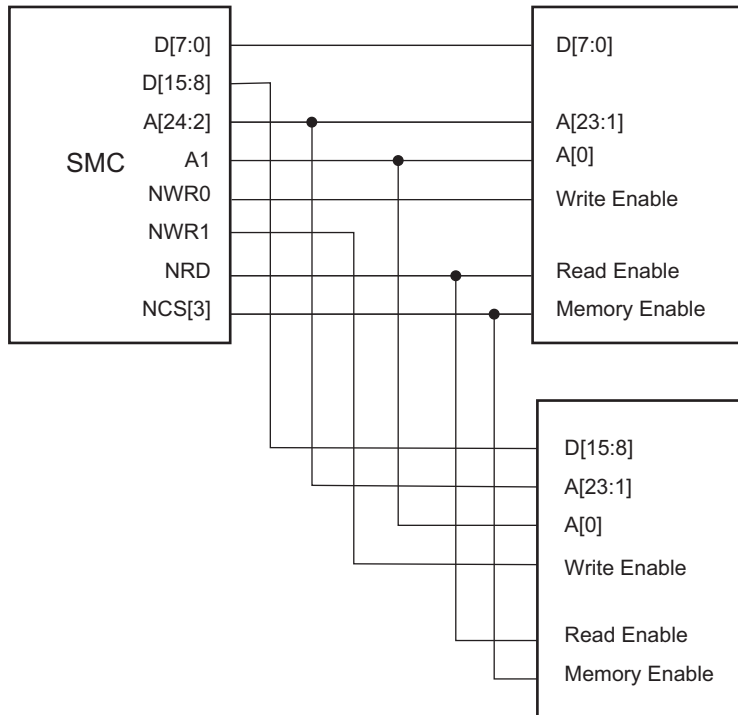 D[7:0]
D[15:8]
A[24:2]
SMC
A1
NWR0
NWR1
NRD
NCS[3]
D[7:0]
A[23:1]
A[0]
Write Enable
Read Enable
Memory Enable
D[15:8]
A[23:1]
A[0]
Write Enable
Read Enable
Memory Enable